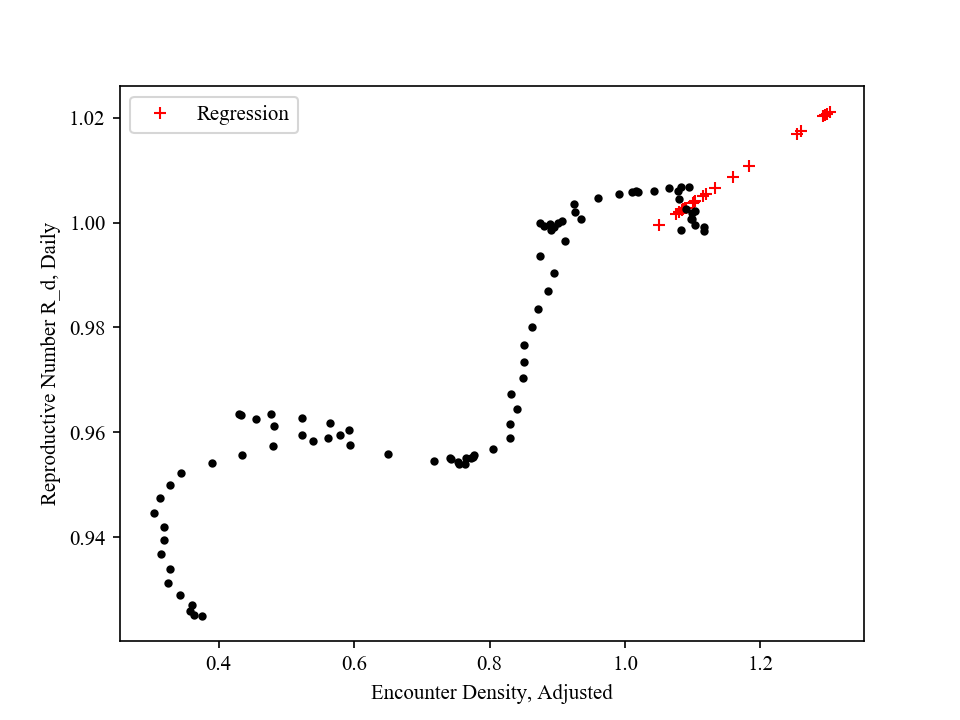 Regression
1.02
1.00
0.98
0.96
0.94
Reproductive Number R_d, Daily
0.4 0.6 0.8 1.0 1.2
Encounter Density, Adjusted